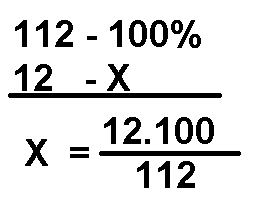 112 - 100%
12 - X
X = 12.100
112